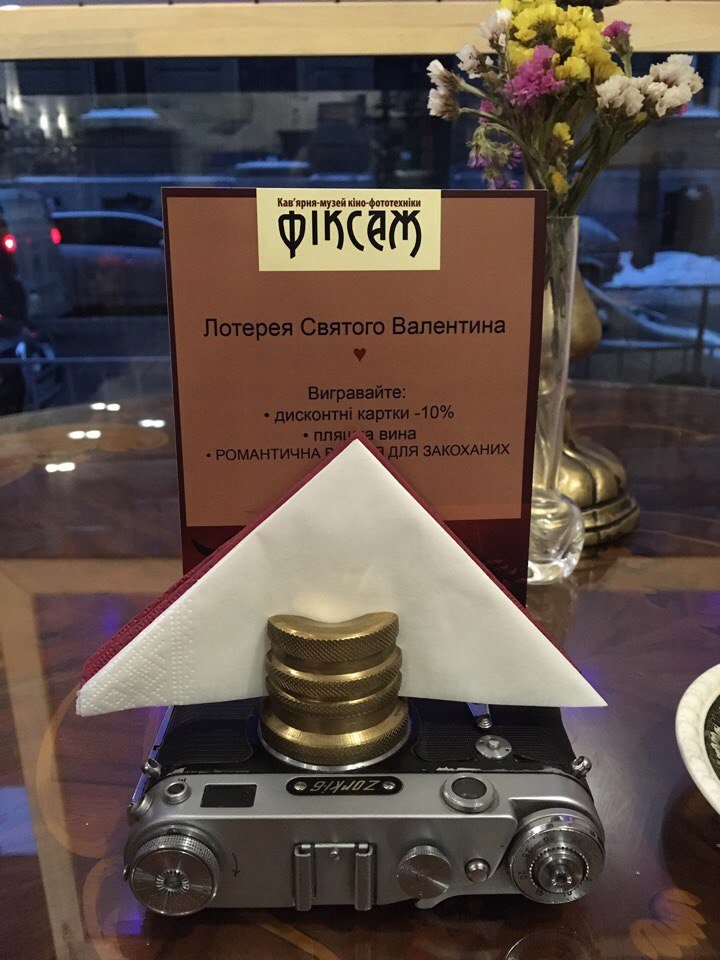 Кав'ярня-музей кіно-фототехніки
ФІКСАЖ
Лотерея Святого Валентина
♥
Вигравайте:
• дисконтні картки -10%
• пляшка вина
• РОМАНТИЧНА ДЛЯ ЗАКОХАНИХ
ZORKI-6